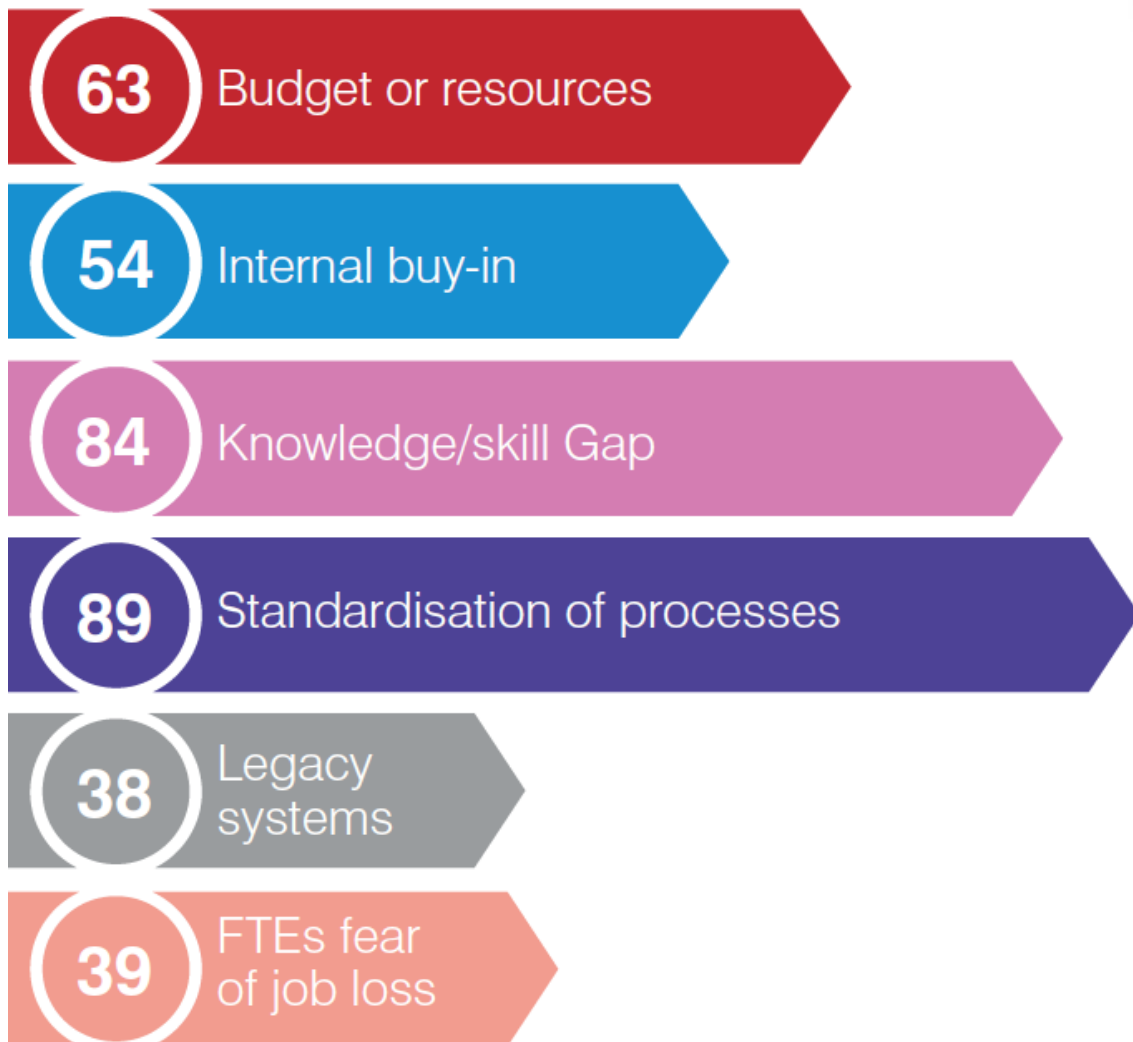 63 Budget or resources
54 Internal buy-in
84 Knowledge/skill Gap
89 Standardisation of processes
38 Legacy
systems
39 FTEs fear
of job loss